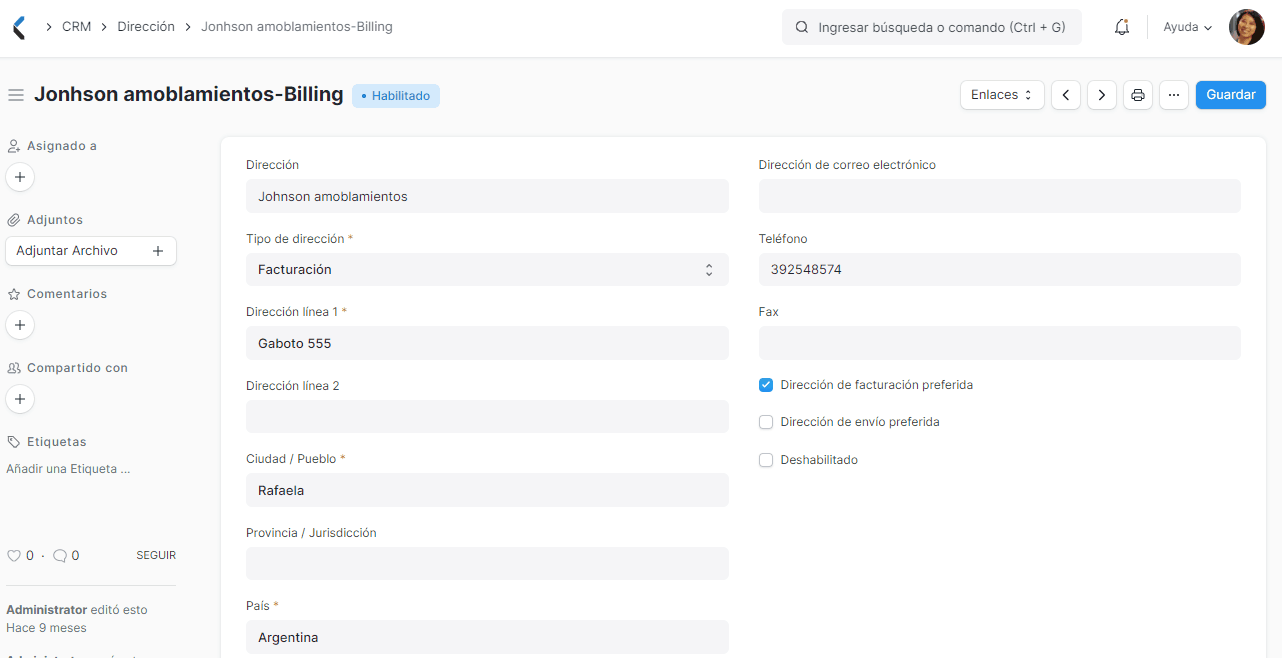 CRM > Dirección > Jonhson amoblamientos-Billing
Ingresar búsqueda o comando (Ctrl + G)
Ayuda
Jonhson amoblamientos-Billing
• Habilitado
Enlaces
Guardar
Asignado a
Adjuntos
Adjuntar Archivo
Comentarios
Compartido con
Etiquetas
Añadir una Etiqueta ...
0 · 0
SEGUIR
Administrator editó esto
Hace 9 meses
Dirección
Johnson amoblamientos
Tipo de dirección *
Facturación
Dirección línea 1 *
Gaboto 555
Dirección línea 2
Ciudad / Pueblo *
Rafaela
Provincia / Jurisdicción
País *
Argentina
Dirección de correo electrónico
Teléfono
392548574
Fax
Dirección de facturación preferida
Dirección de envío preferida
Deshabilitado